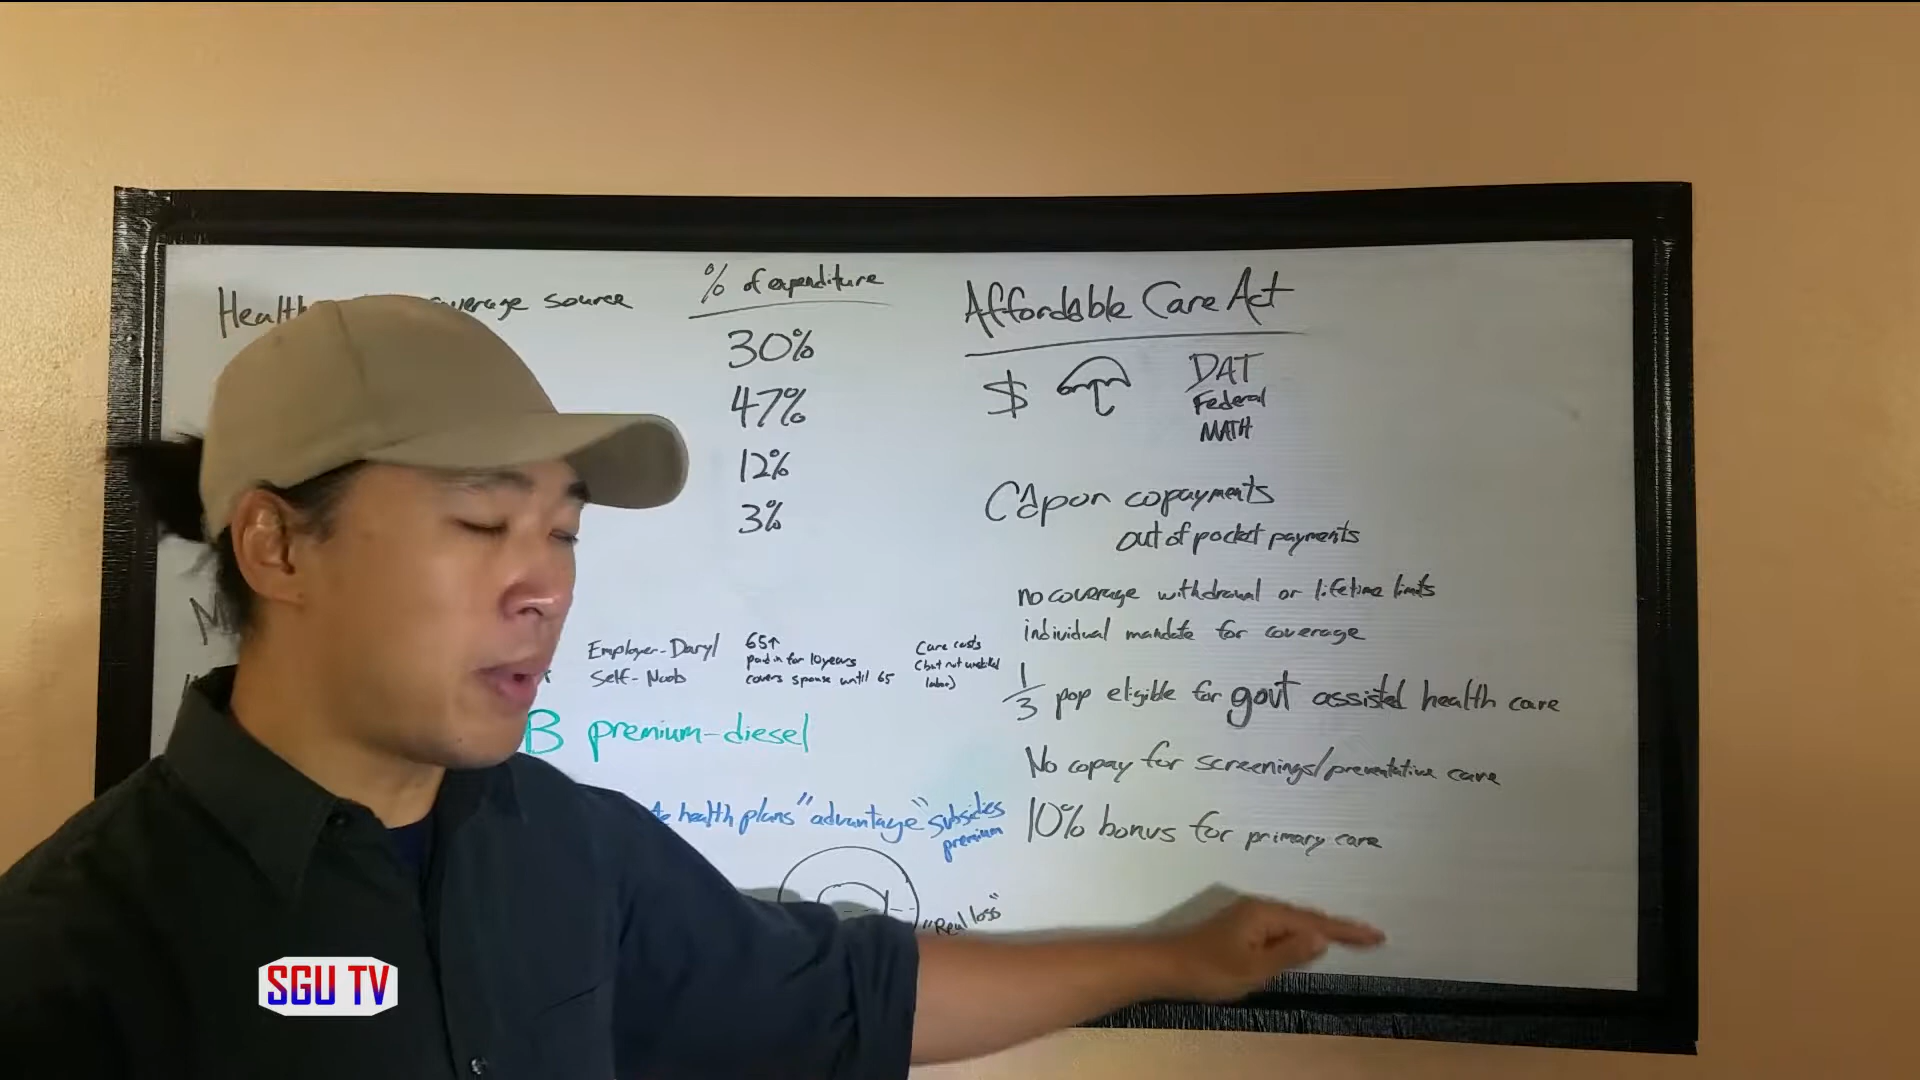 Health
verage source
% of expenditure
30%
47%
12%
3%
Employer-Daryl
Self-Noob
65↑
paid in for 10 years
covers spouse until 65
Care costs
(but not
labor)
B premium-diesel
health plans "advantage" subsidies
premium
"Real loss"
Affordable Care Act
$
DAT
Federal
MATH
Cap on copayments
out of pocket payments
no coverage withdrawal or lifetime limits
individual mandate for coverage
1/3 pop eligible for govt assisted health care
No copay for screenings/preventative care
10% bonus for primary care
SGU TV